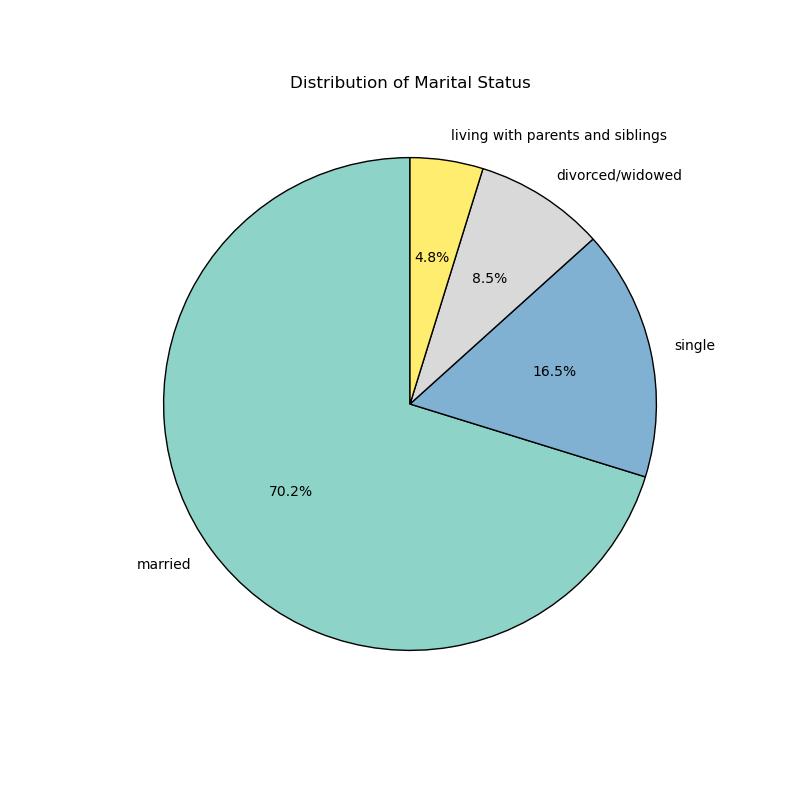 Distribution of Marital Status
living with parents and siblings
divorced/widowed
4.8%
8.5%
single
16.5%
70.2%
married